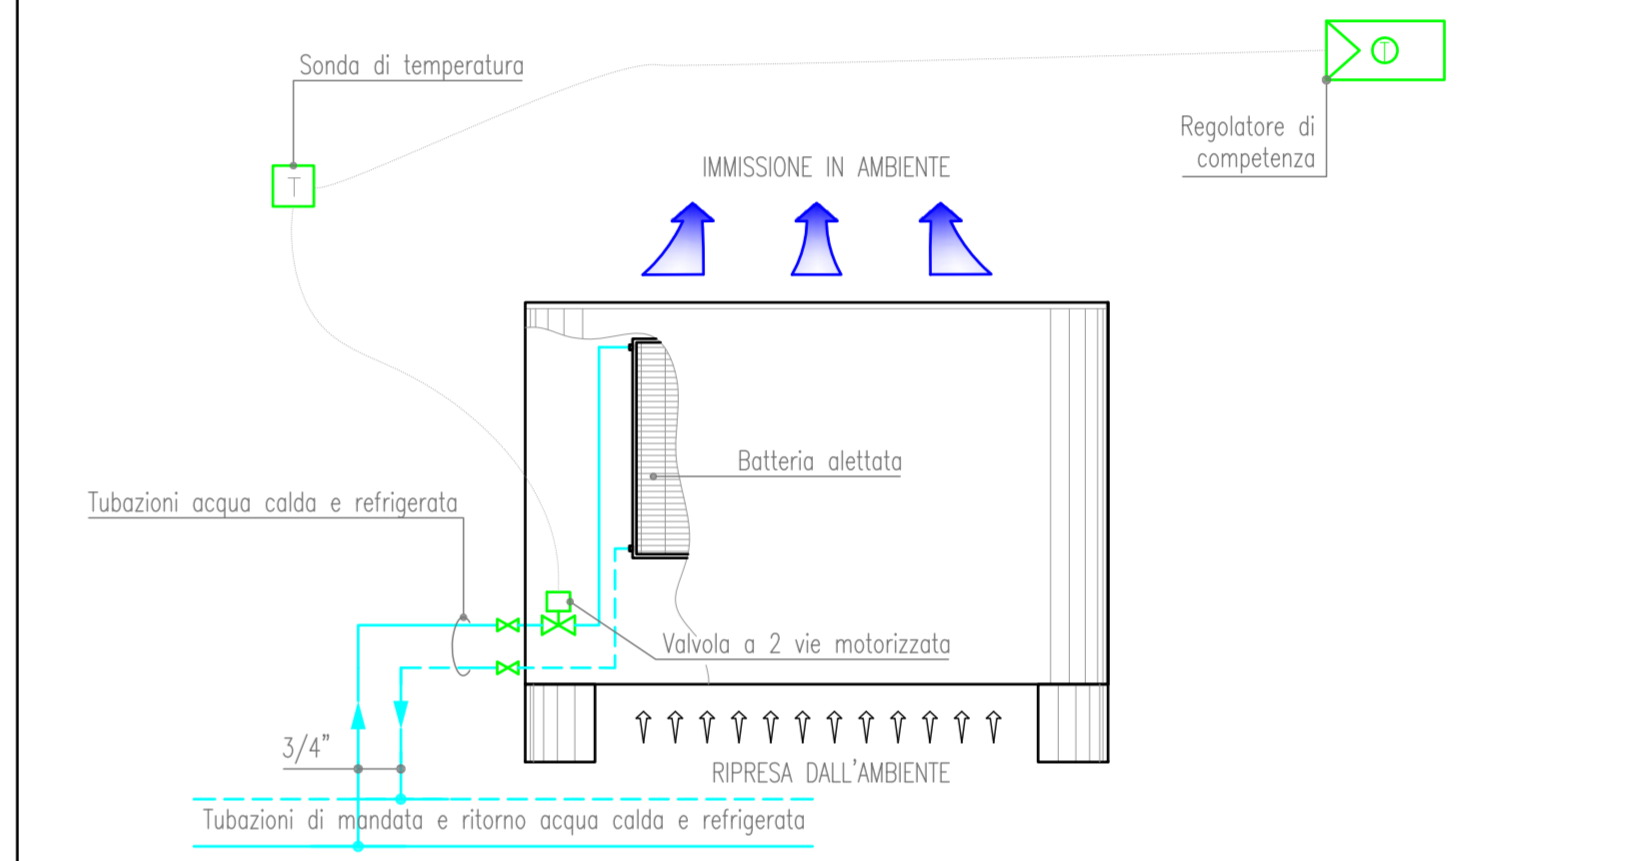 Sonda di temperatura
T
T
Regolatore di
competenza
IMMISSIONE IN AMBIENTE
Batteria alettata
Tubazioni acqua calda e refrigerata
Valvola a 2 vie motorizzata
3/4"
RIPRESA DALL'AMBIENTE
Tubazioni di mandata e ritorno acqua calda e refrigerata